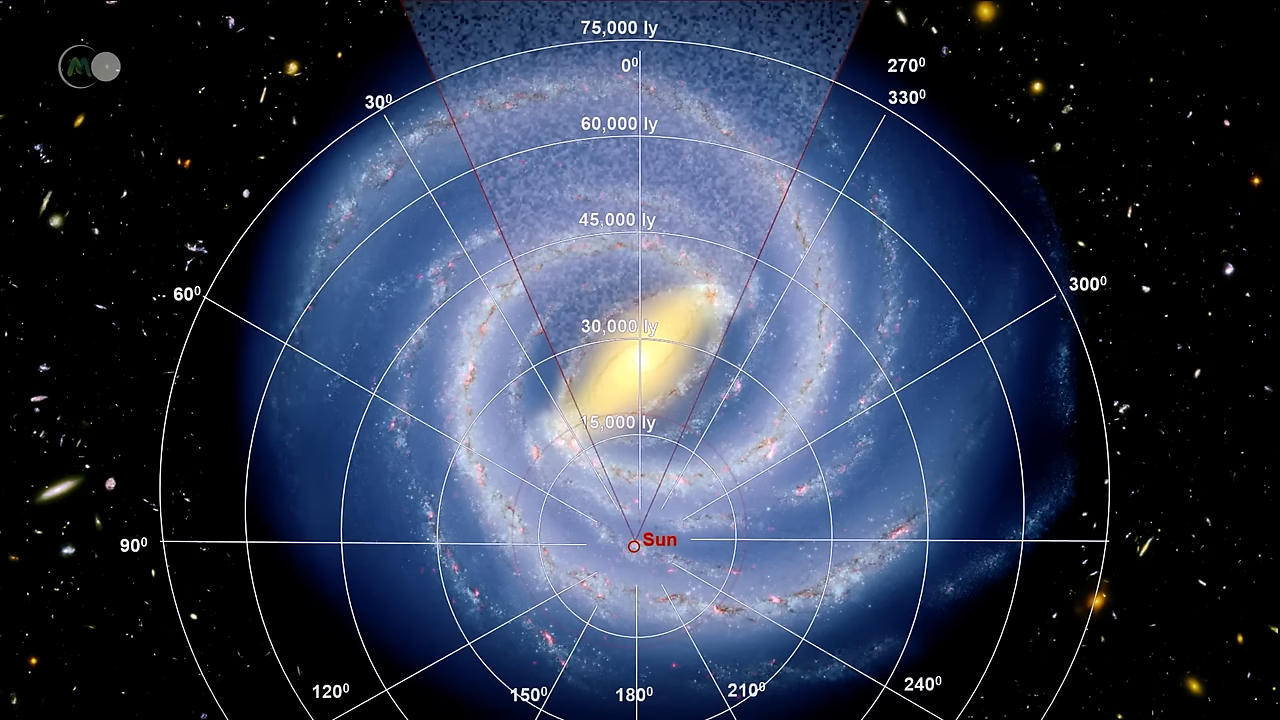 75,000 ly
0⁰
270⁰
30⁰
330⁰
60,000 ly
45,000 ly
60⁰
300⁰
30,000 ly
15,000 ly
90⁰
Sun
120⁰
150⁰
180⁰
210⁰
240⁰
M